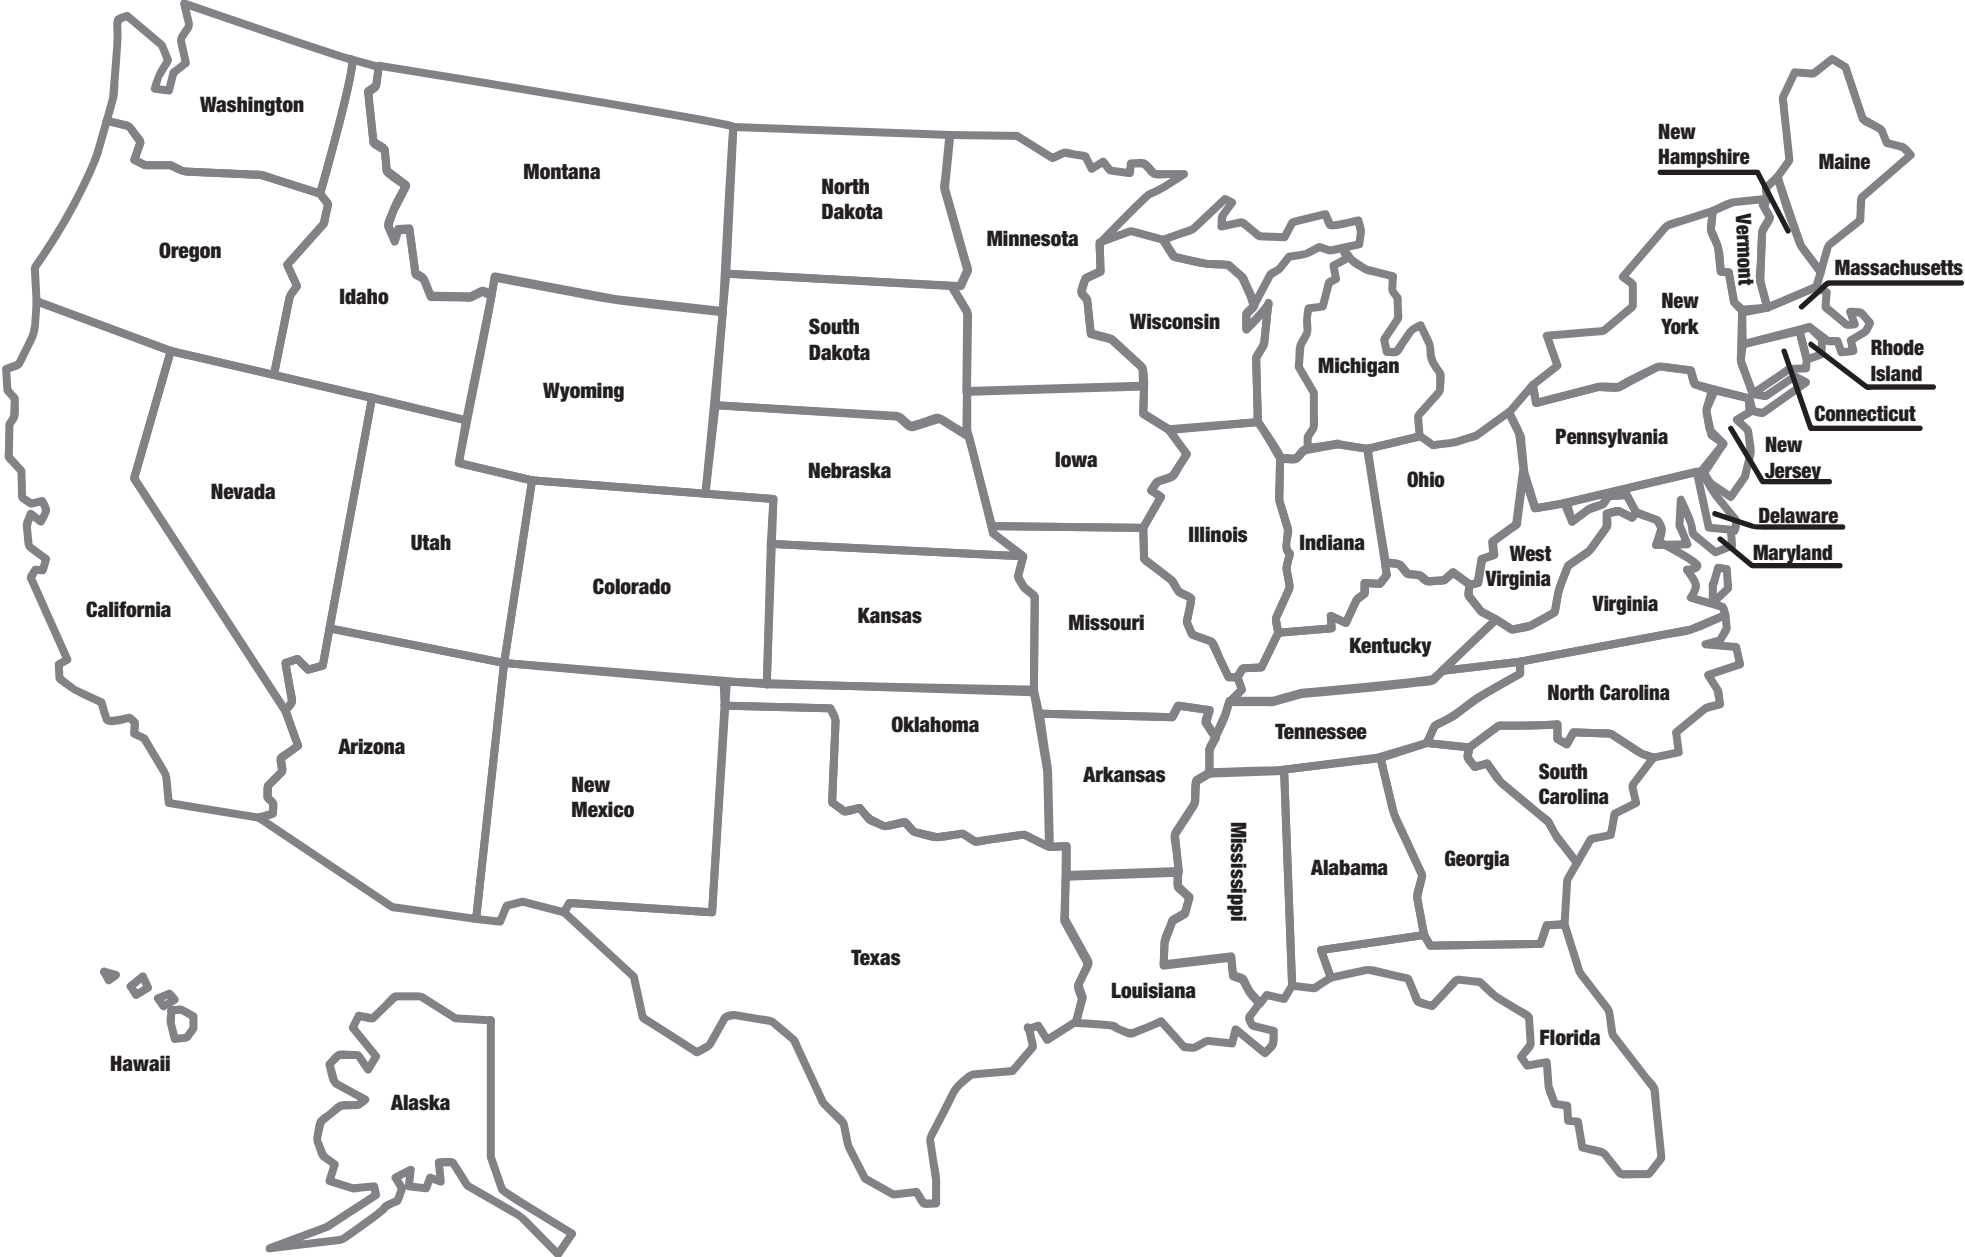 Washington
Montana
North
Dakota
Minnesota
New
Hampshire
Maine
Oregon
Idaho
Vermont
Massachusetts
South
Dakota
Wisconsin
New
York
Wyoming
Michigan
Rhode
Island
Connecticut
Nebraska
Iowa
Pennsylvania
New
Jersey
Nevada
Ohio
Utah
Illinois
Indiana
Delaware
West
Virginia
Maryland
Colorado
California
Kansas
Missouri
Virginia
Kentucky
Arizona
Oklahoma
North Carolina
Tennessee
New
Mexico
Arkansas
South
Carolina
Mississippi
Alabama
Georgia
Texas
Louisiana
Florida
Hawaii
Alaska